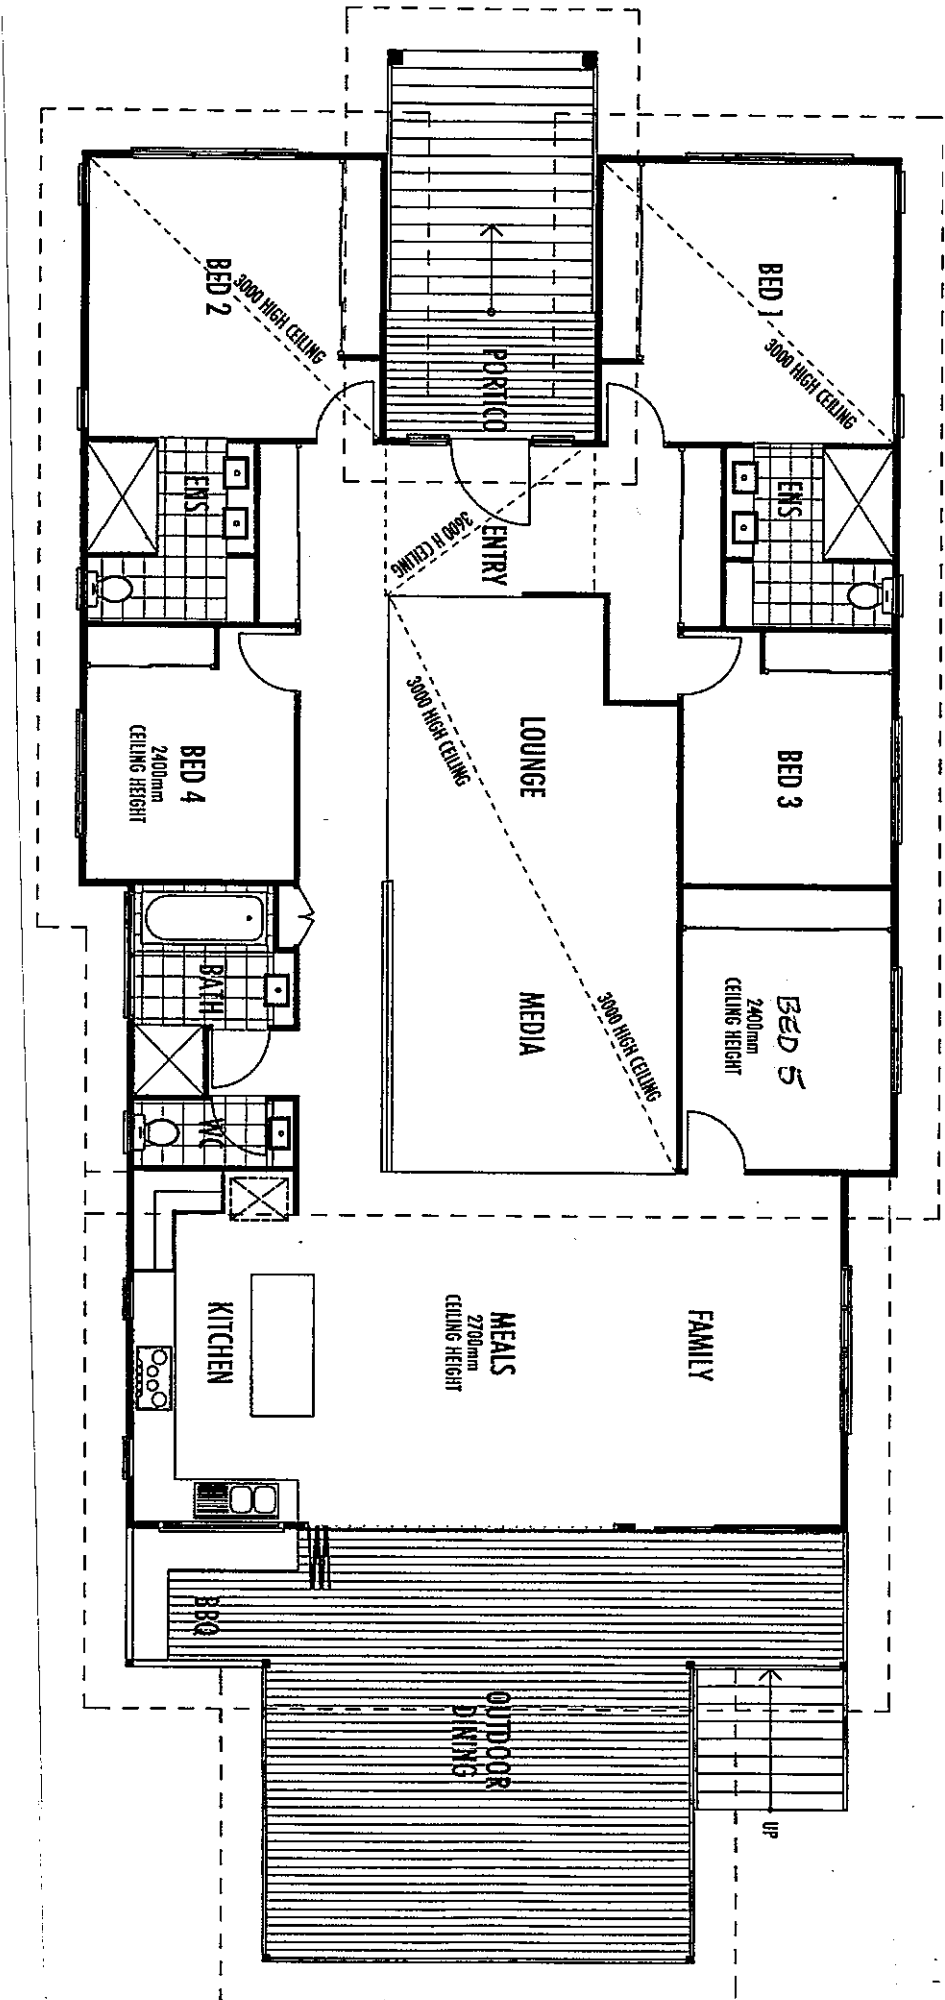 BED 1
3000 HIGH CEILING
PORTICO
BED 2
3000 HIGH CEILING
ENS
ENTRY
3600 H CEILING
ENS
BED 3
LOUNGE
3000 HIGH CEILING
BED 4
2400mm
CEILING HEIGHT
BED 5
2400mm
CEILING HEIGHT
MEDIA
3000 HIGH CEILING
BATH
WC
FAMILY
MEALS
2700mm
CEILING HEIGHT
KITCHEN
BBQ
OUTDOOR
DINING
UP